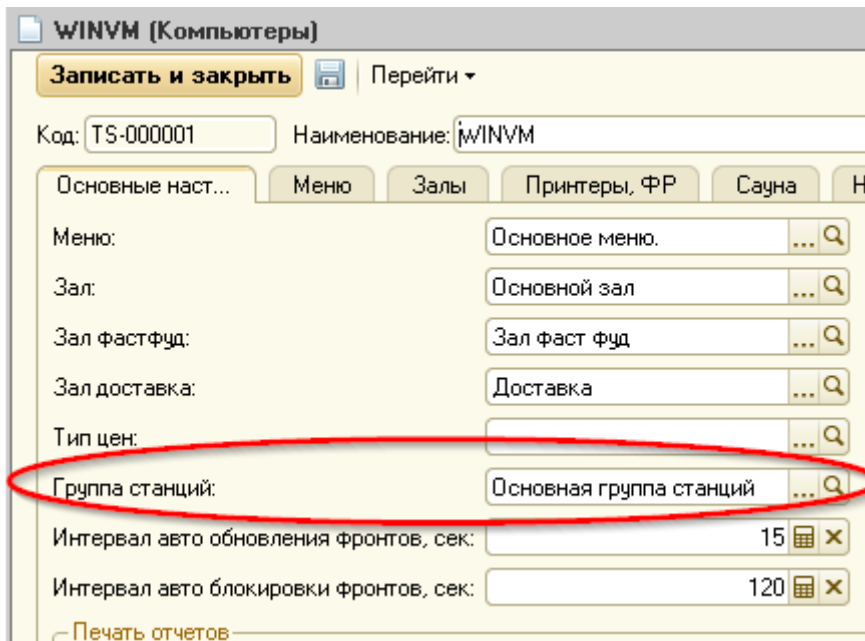 WINVM (Компьютеры)
Записать и закрыть Перейти
Код: TS-000001 Наименование: WINVM
Основные наст... Меню Залы Принтеры, ФР Сауна Н
Меню: Основное меню. ...
Зал: Основной зал ...
Зал фастфуд: Зал фаст фуд ...
Зал доставка: Доставка ...
Тип цен: ...
Группа станций: Основная группа станций ...
Интервал авто обновления фронтов, сек: 15
Интервал авто блокировки фронтов, сек: 120
Печать отчетов